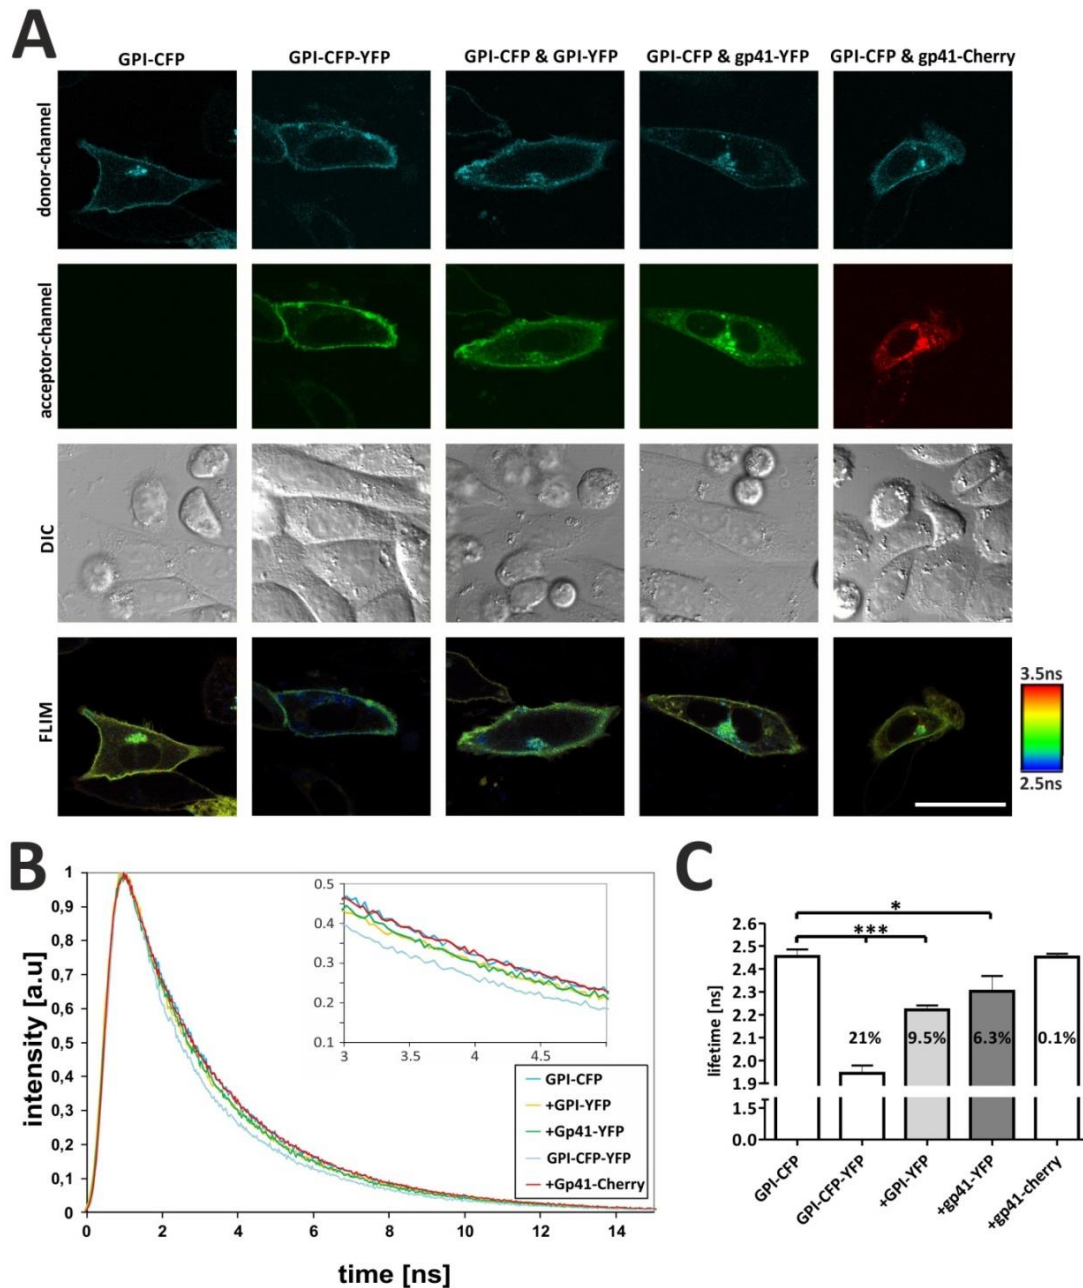 A
GPI-CFP
GPI-CFP-YFP
GPI-CFP & GPI-YFP
GPI-CFP & gp41-YFP
GPI-CFP & gp41-Cherry
donor-channel
acceptor-channel
DIC
FLIM
3.5ns
2.5ns
B
intensity [a.u]
1
0,9
0,8
0,7
0,6
0,5
0,4
0,3
0,2
0,1
0
0
2
4
6
8
10
12
14
time [ns]
0.5
0.4
0.3
0.2
0.1
3
3.5
4
4.5
GPI-CFP
+GPI-YFP
+Gp41-YFP
GPI-CFP-YFP
+Gp41-Cherry
C
lifetime [ns]
2.6
2.5
2.4
2.3
2.2
2.1
2.0
1.9
1.5
0.0
*
***
21%
9.5%
6.3%
0.1%
GPI-CFP
GPI-CFP-YFP
+GPI-YFP
+gp41-YFP
+gp41-cherry